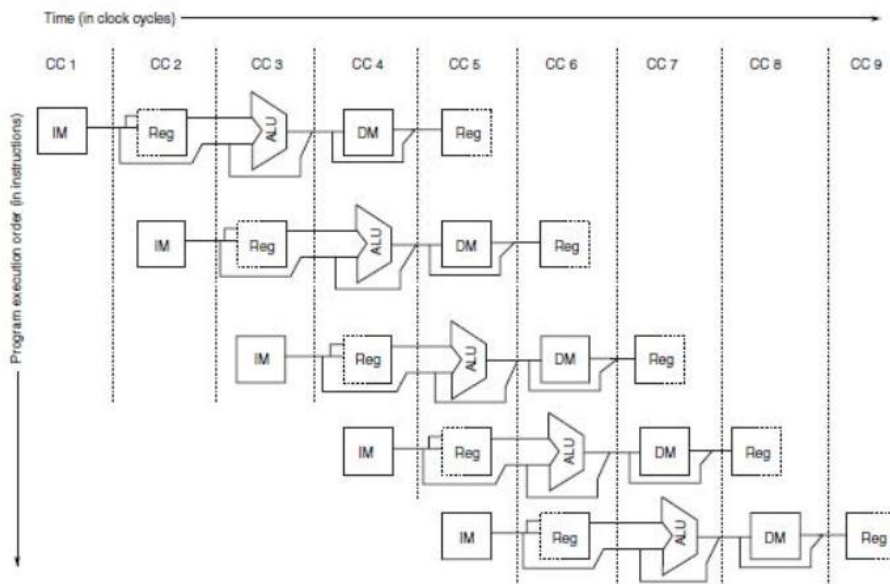 Time (in clock cycles)
CC 1 CC 2 CC 3 CC 4 CC 5 CC 6 CC 7 CC 8 CC 9
Program execution order (in instructions)
IM Reg ALU DM Reg
IM Reg ALU DM Reg
IM Reg ALU DM Reg
IM Reg ALU DM Reg
IM Reg ALU DM Reg